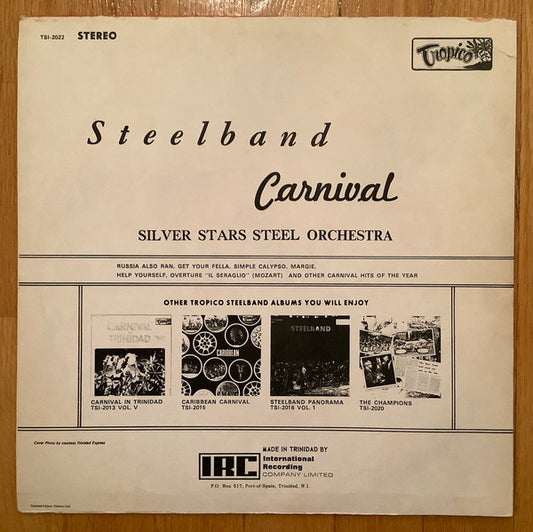 TSI-2022 STEREO
Tropico
Steelband
Carnival
SILVER STARS STEEL ORCHESTRA
RUSSIA ALSO RAN, GET YOUR FELLA, SIMPLE CALYPSO, MARGIE,
HELP YOURSELF, OVERTURE "IL SERAGLIO" (MOZART) AND OTHER CARNIVAL HITS OF THE YEAR
OTHER TROPICO STEELBAND ALBUMS YOU WILL ENJOY
CARNIVAL IN
TRINIDAD
CARIBBEAN
STEELBAND
CARNIVAL IN TRINIDAD
TSI-2013 VOL. V
CARIBBEAN CARNIVAL
TSI-2015
STEELBAND PANORAMA
TSI-2016 VOL. 1
THE CHAMPIONS
TSI-2020
Cover Photo by courtesy Trinidad Express
MADE IN TRINIDAD BY
IRC International
Recording
COMPANY LIMITED
P.O. Box 517, Port-of-Spain, Trinidad, W.I.